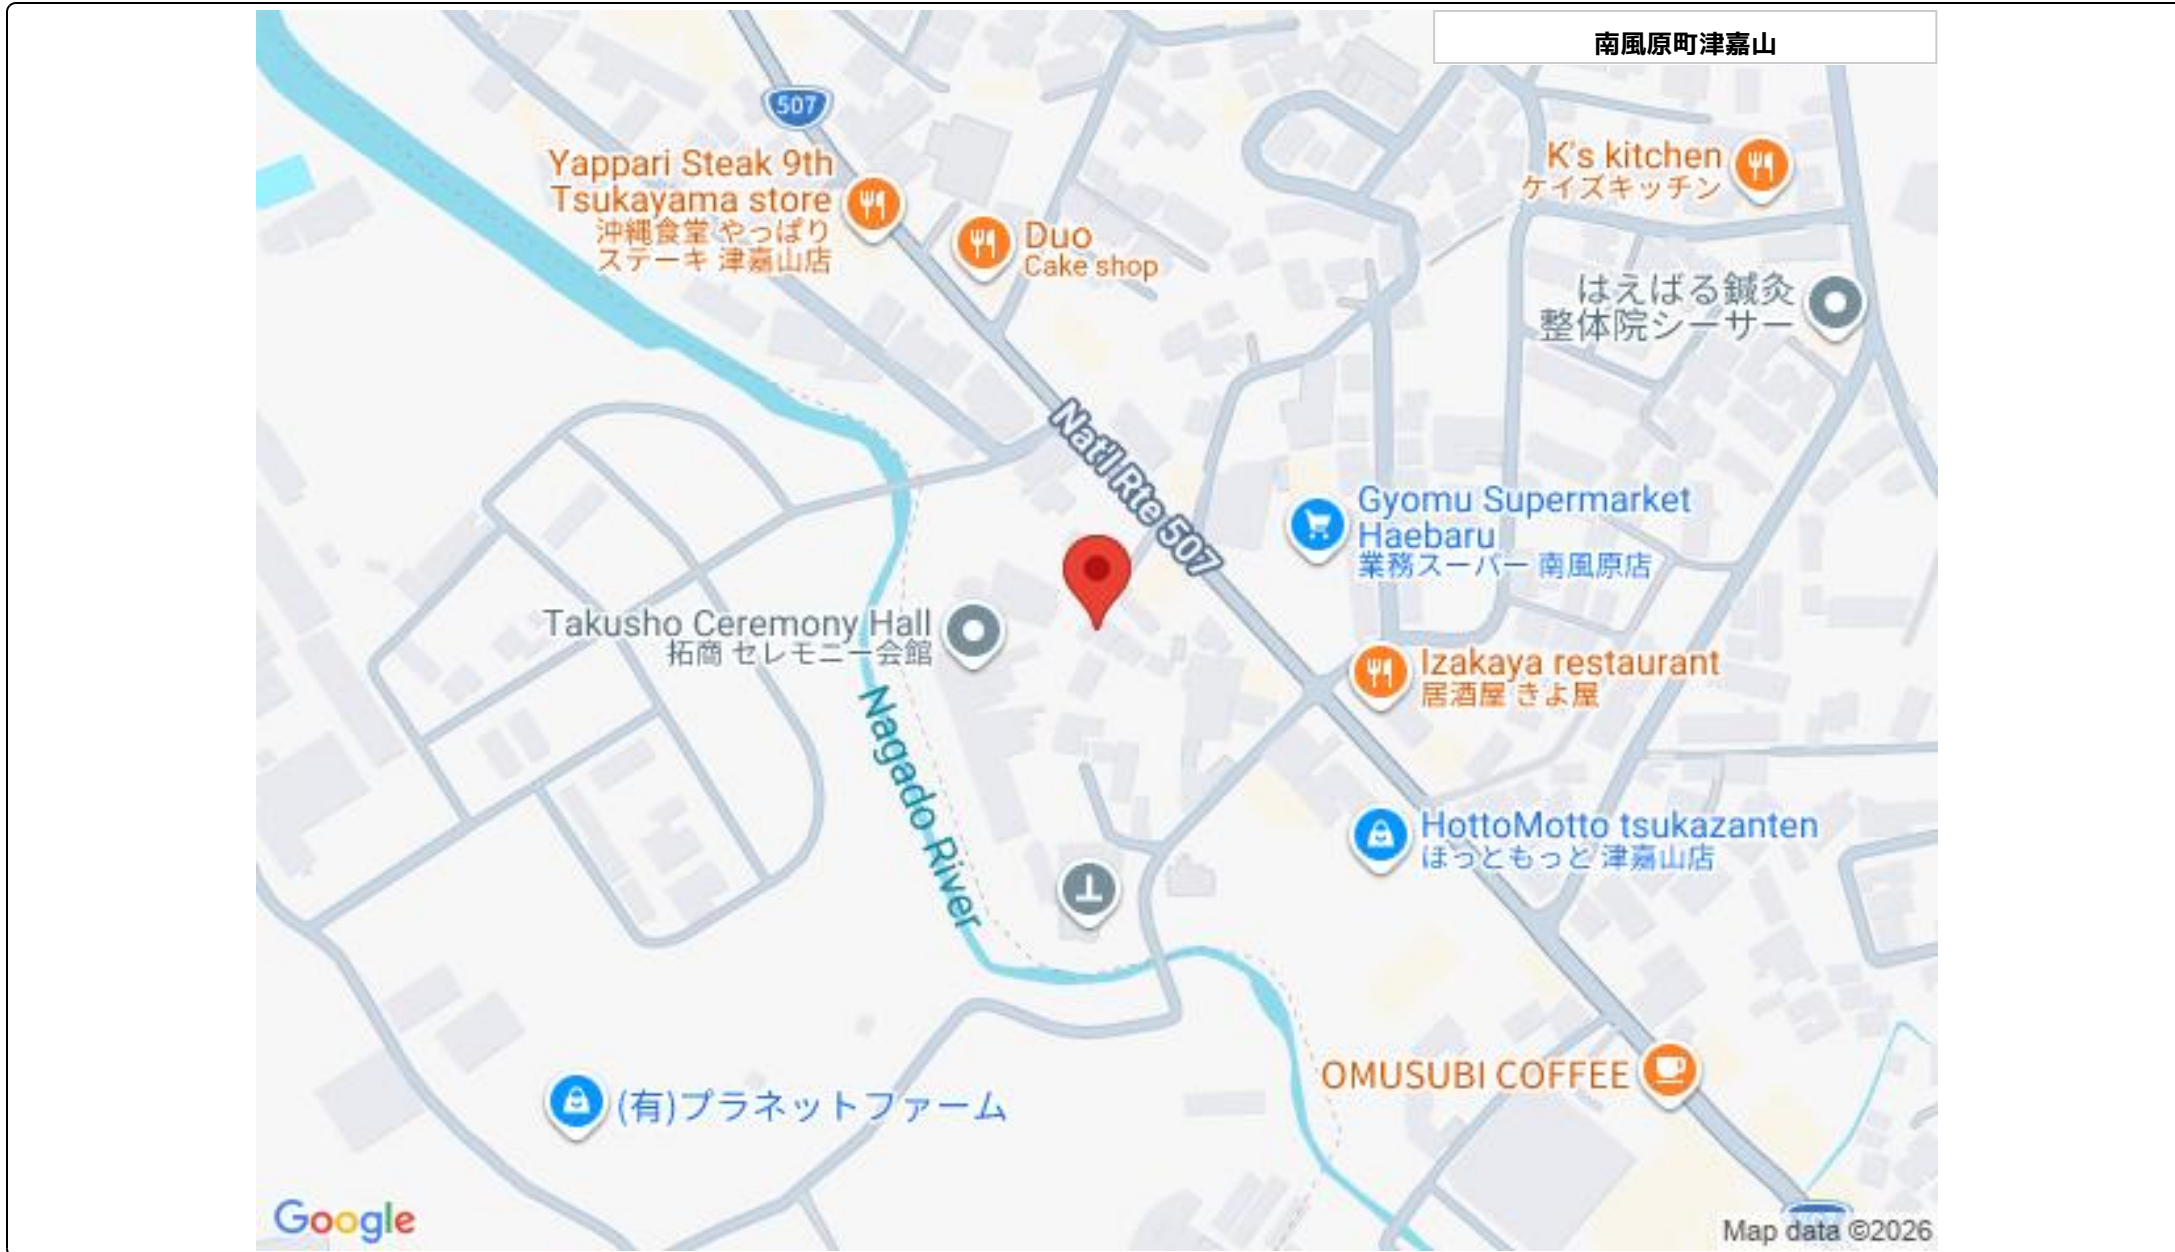 南風原町津嘉山
507
Yappari Steak 9th
Tsukayama store
沖縄食堂 やっぱり
ステーキ 津嘉山店
Duo
Cake shop
K's kitchen
ケイズキッチン
はえばる鍼灸
整体院シーサー
Nat'l Rte 507
Gyomu Supermarket
Haebaru
業務スーパー 南風原店
Takusho Ceremony Hall
拓商 セレモニー会館
Izakaya restaurant
居酒屋 きよ屋
Nagado River
HottoMotto tsukazanten
ほっともっと 津嘉山店
OMUSUBI COFFEE
(有)プラネットファーム
Google
Map data ©2026